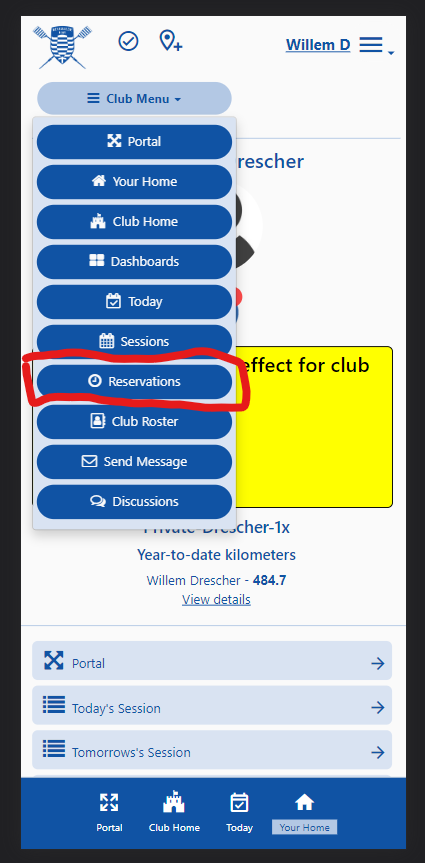 Willem D
Club Menu
rescher
Portal
Your Home
Club Home
Dashboards
Today
Sessions
effect for club
Reservations
Club Roster
Send Message
Discussions
Private-Drescher-1x
Year-to-date kilometers
Willem Drescher - 484.7
View details
Portal
Today's Session
Tomorrows's Session
Portal Club Home Today Your Home